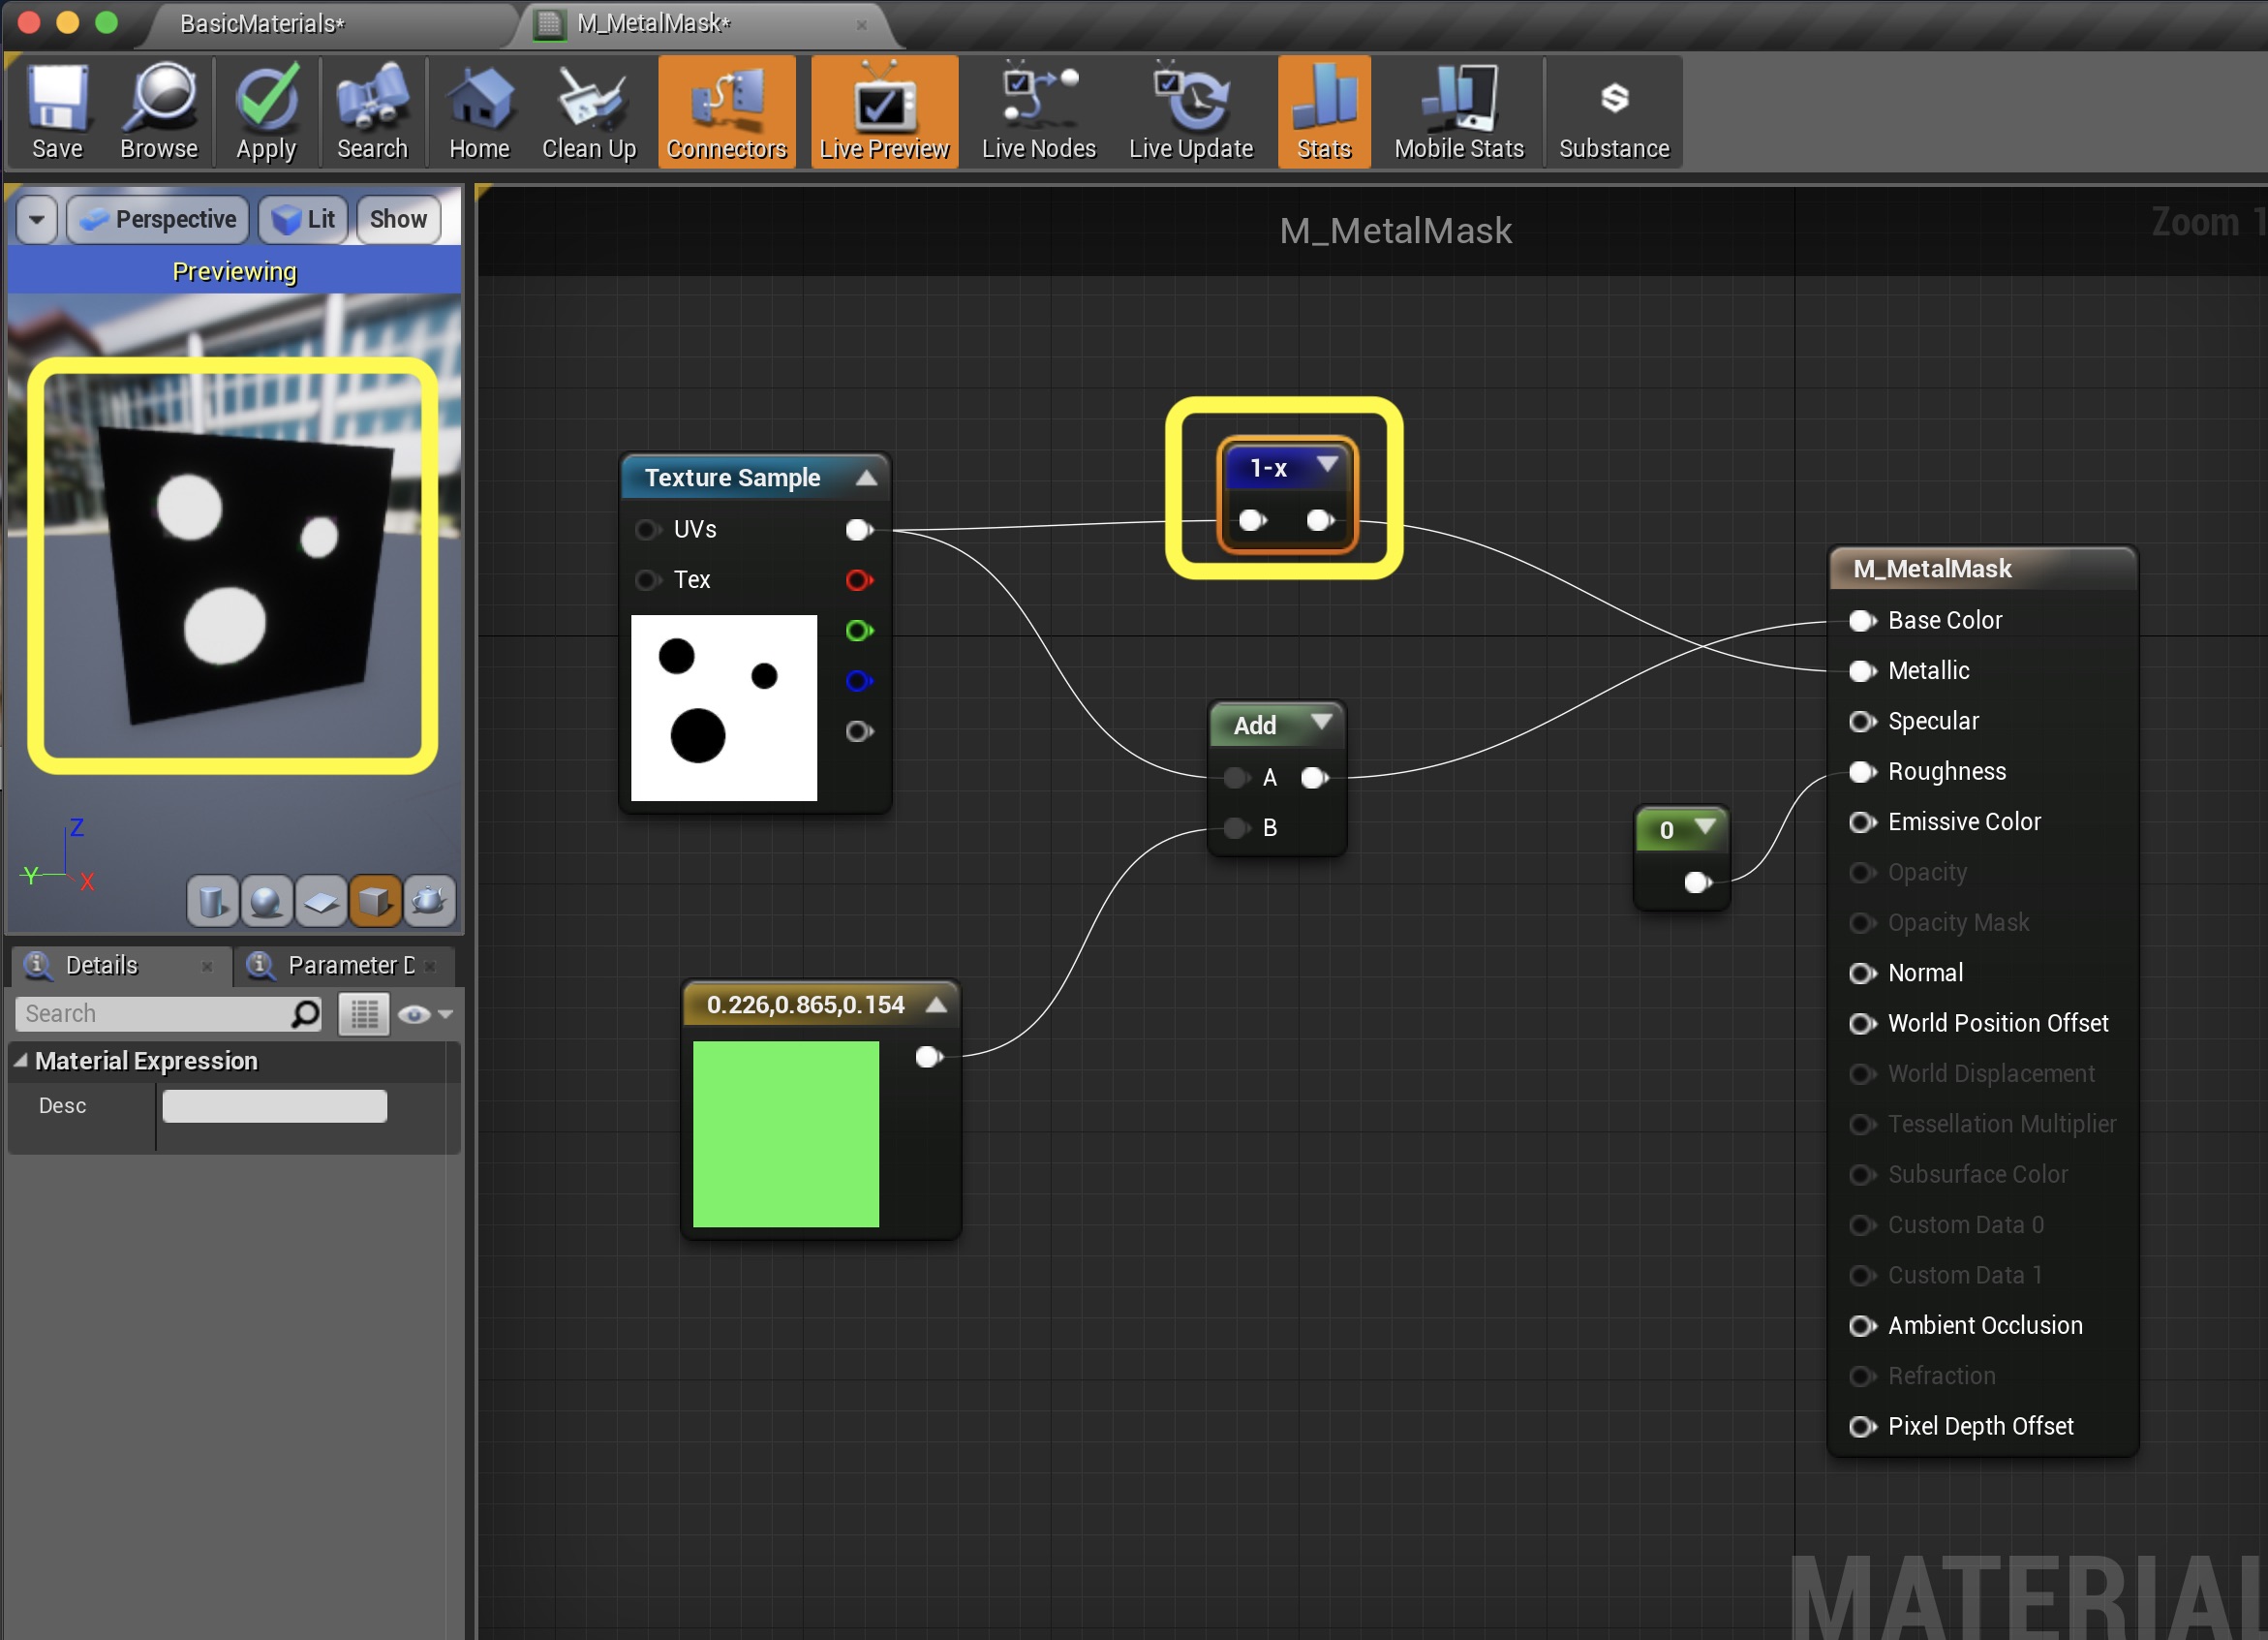 BasicMaterials*
M_MetalMask*
Save
Browse
Apply
Search
Home
Clean Up
Connectors
Live Preview
Live Nodes
Live Update
Stats
Mobile Stats
Substance
Perspective
Lit
Show
Previewing
Z
Y
X
Details
Parameter D
Search
Material Expression
Desc
M_MetalMask
Zoom 1
Texture Sample
UVs
Tex
1-x
Add
A
B
0.226,0.865,0.154
0
M_MetalMask
Base Color
Metallic
Specular
Roughness
Emissive Color
Opacity
Opacity Mask
Normal
World Position Offset
World Displacement
Tessellation Multiplier
Subsurface Color
Custom Data 0
Custom Data 1
Ambient Occlusion
Refraction
Pixel Depth Offset
MATERIAL